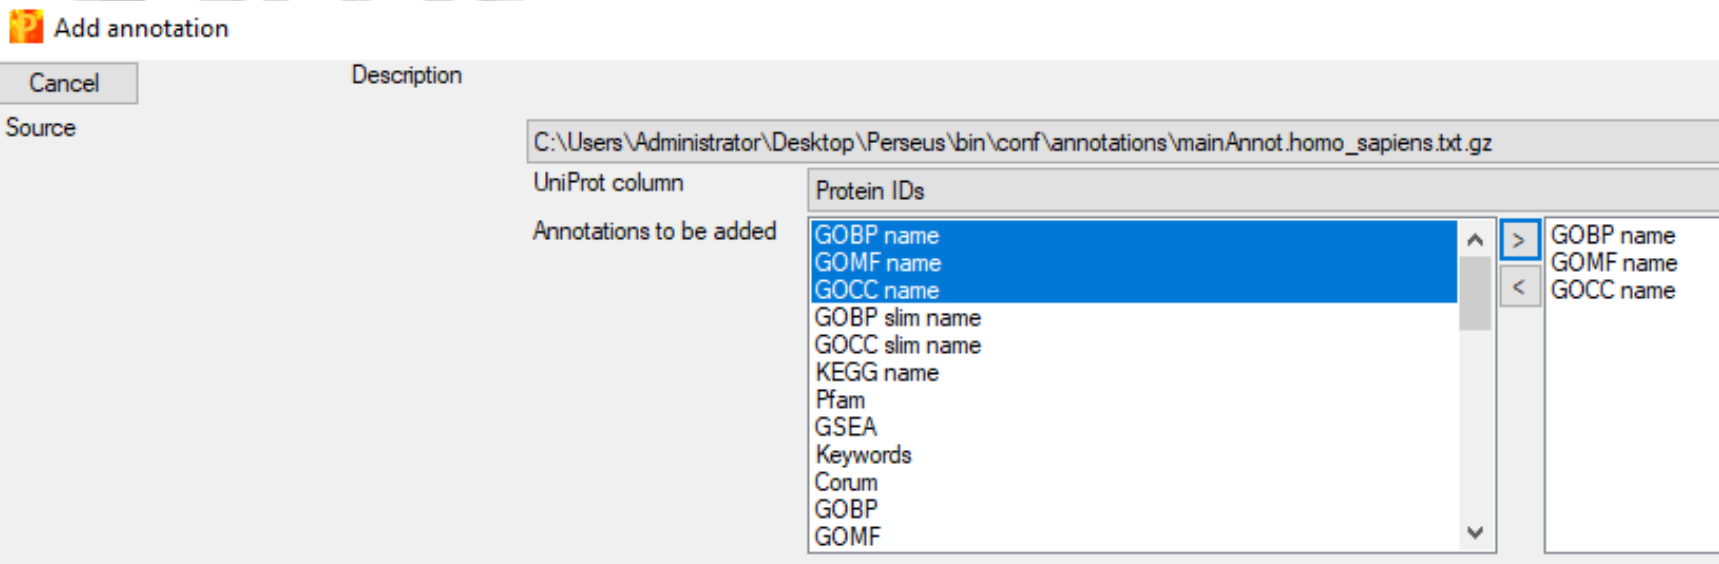 Add annotation
Cancel
Description
Source
C:\Users\Administrator\Desktop\Perseus\bin\conf\annotations\mainAnnot.homo_sapiens.txt.gz
UniProt column
Protein IDs
Annotations to be added
GOBP name
GOMF name
GOCC name
GOBP slim name
GOCC slim name
KEGG name
Pfam
GSEA
Keywords
Corum
GOBP
GOMF
>
<
GOBP name
GOMF name
GOCC name